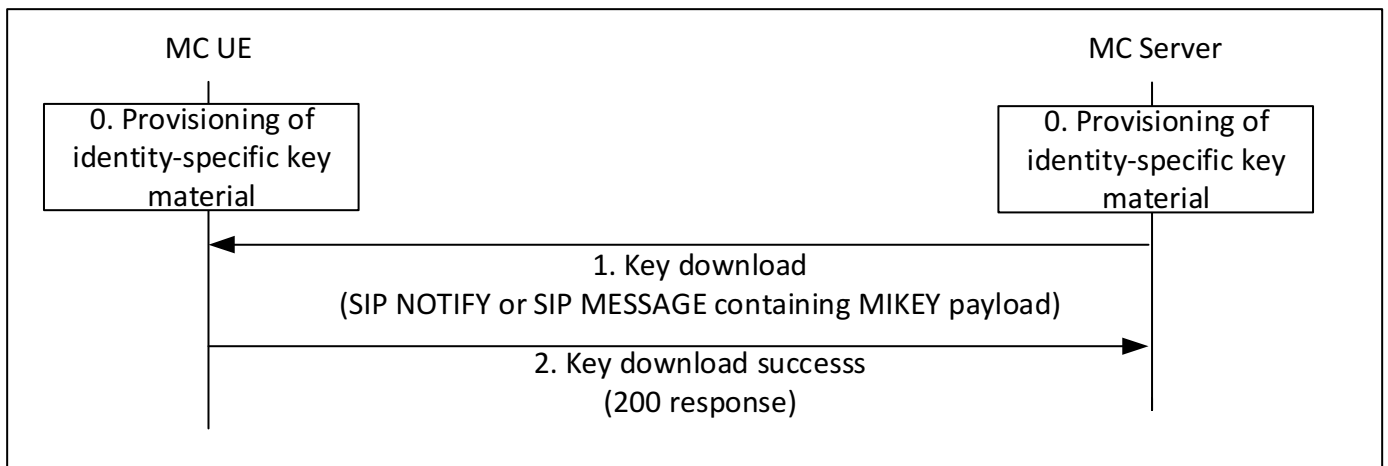 MC UE
MC Server
0. Provisioning of
identity-specific key
material
0. Provisioning of
identity-specific key
material
1. Key download
(SIP NOTIFY or SIP MESSAGE containing MIKEY payload)
2. Key download successs
(200 response)